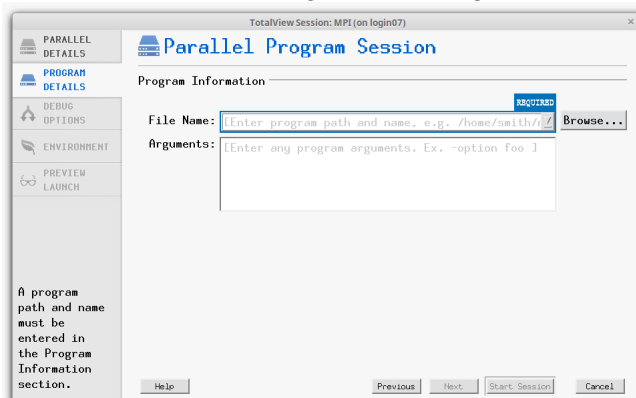 TotalView Session: MPI (on login07)
PARALLEL
DETAILS
PROGRAM
DETAILS
DEBUG
OPTIONS
ENVIRONMENT
PREVIEW
LAUNCH
A program
path and name
must be
entered in
the Program
Information
section.
Parallel Program Session
Program Information
REQUIRED
File Name: [Enter program path and name. e.g. /home/smith/ Browse...
Arguments: [Enter any program arguments. Ex. -option foo ]
Help Previous Next Start Session Cancel